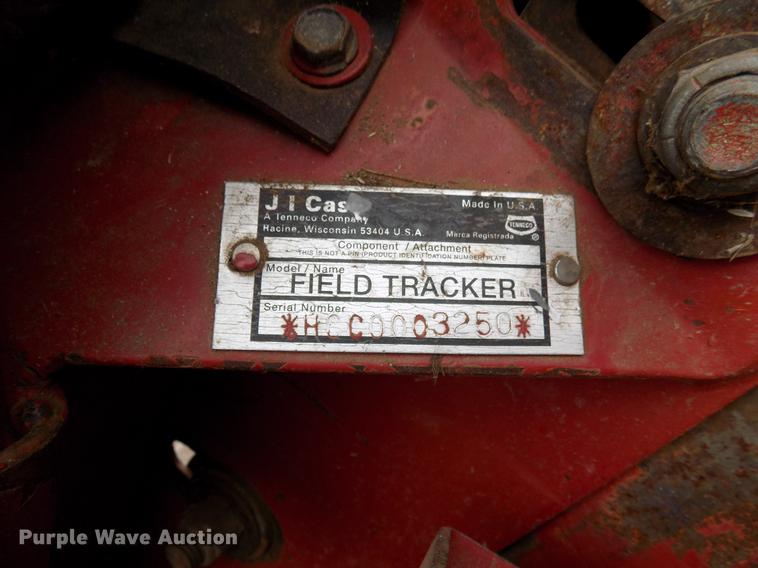 J I Case
Made in U.S.A.
A Tenneco Company
Racine, Wisconsin 53404 U.S.A.
TENNECO
Marca Registrada
®
Component / Attachment
THIS IS NOT A PIN (PRODUCT IDENTIFICATION NUMBER) PLATE
Model / Name
FIELD TRACKER
Serial Number
*HCC0003250*
Purple Wave Auction